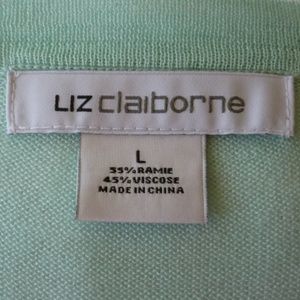 LIZ claiborne
L
55% RAMIE
45% VISCOSE
MADE IN CHINA